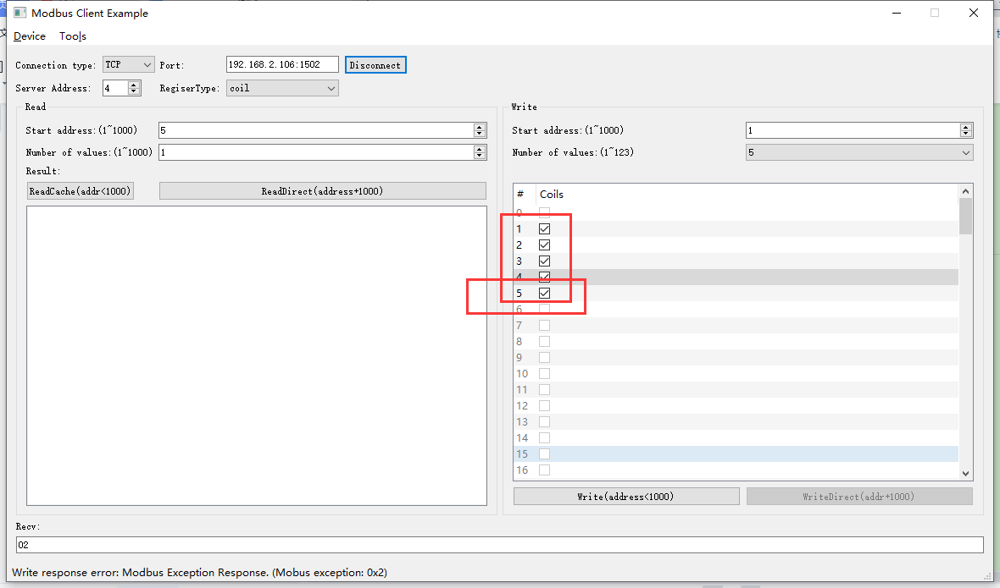 Modbus Client Example
Device Tools
Connection type: TCP Port: 192.168.2.106:1502 Disconnect
Server Address: 4 RegiserType: coil
Read
Start address:(1~1000) 5
Number of values:(1~1000) 1
Result:
ReadCache(addr<1000) ReadDirect(address+1000)
Write
Start address:(1~1000) 1
Number of values:(1~123) 5
# Coils
0
1
2
3
4
5
6
7
8
9
10
11
12
13
14
15
16
Write(address<1000) WriteDirect(addr+1000)
Recv:
02
Write response error: Modbus Exception Response. (Mobus exception: 0x2)